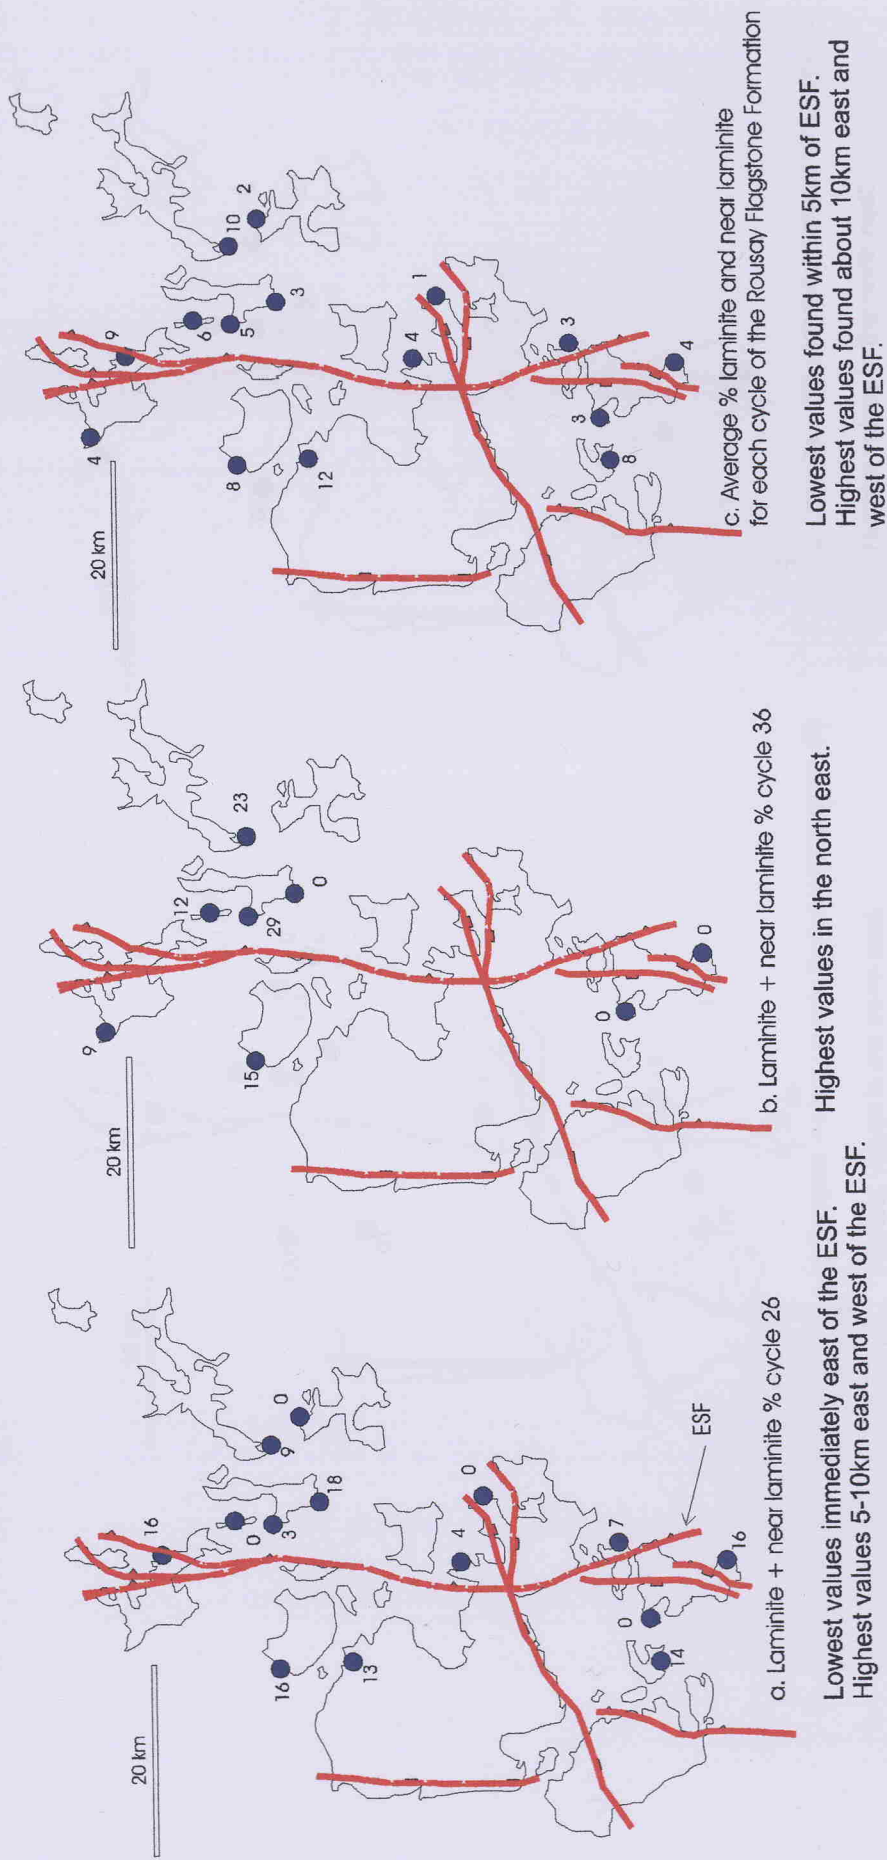 20 km
16
0
3
9
0
18
16
13
4
0
7
0
14
16
ESF
a. Laminite + near laminite % cycle 26
Lowest values immediately east of the ESF.
Highest values 5-10km east and west of the ESF.
20 km
9
12
29
23
0
15
0
0
b. Laminite + near laminite % cycle 36
Highest values in the north east.
20 km
4
9
6
5
10
2
3
8
12
4
1
3
3
8
4
c. Average % laminite and near laminite
for each cycle of the Rousay Flagstone Formation
Lowest values found within 5km of ESF.
Highest values found about 10km east and
west of the ESF.